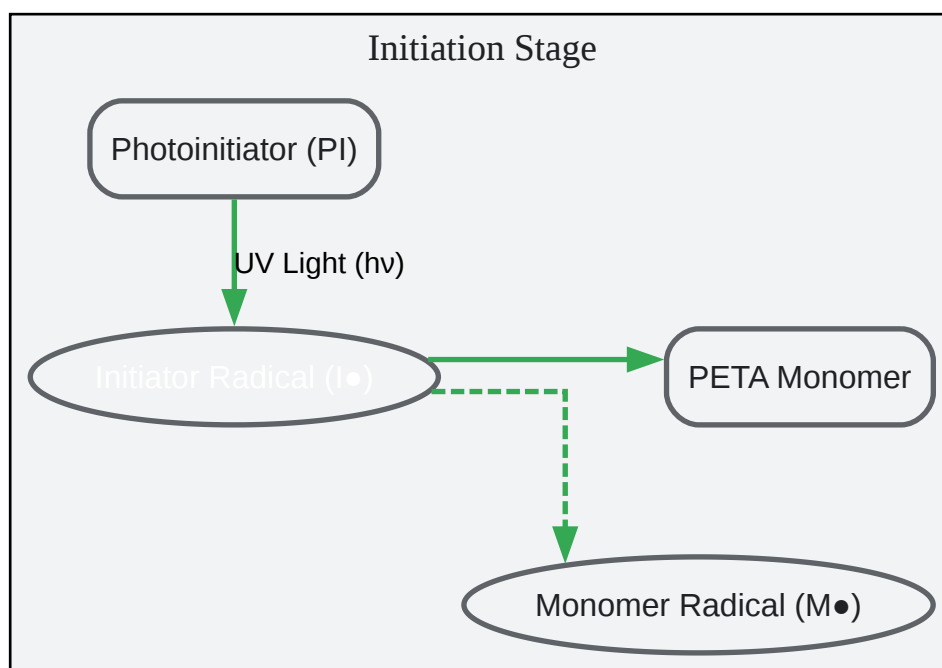 Initiation Stage
Photoinitiator (PI)
UV Light (hν)
Initiator Radical (I●)
PETA Monomer
Monomer Radical (M●)